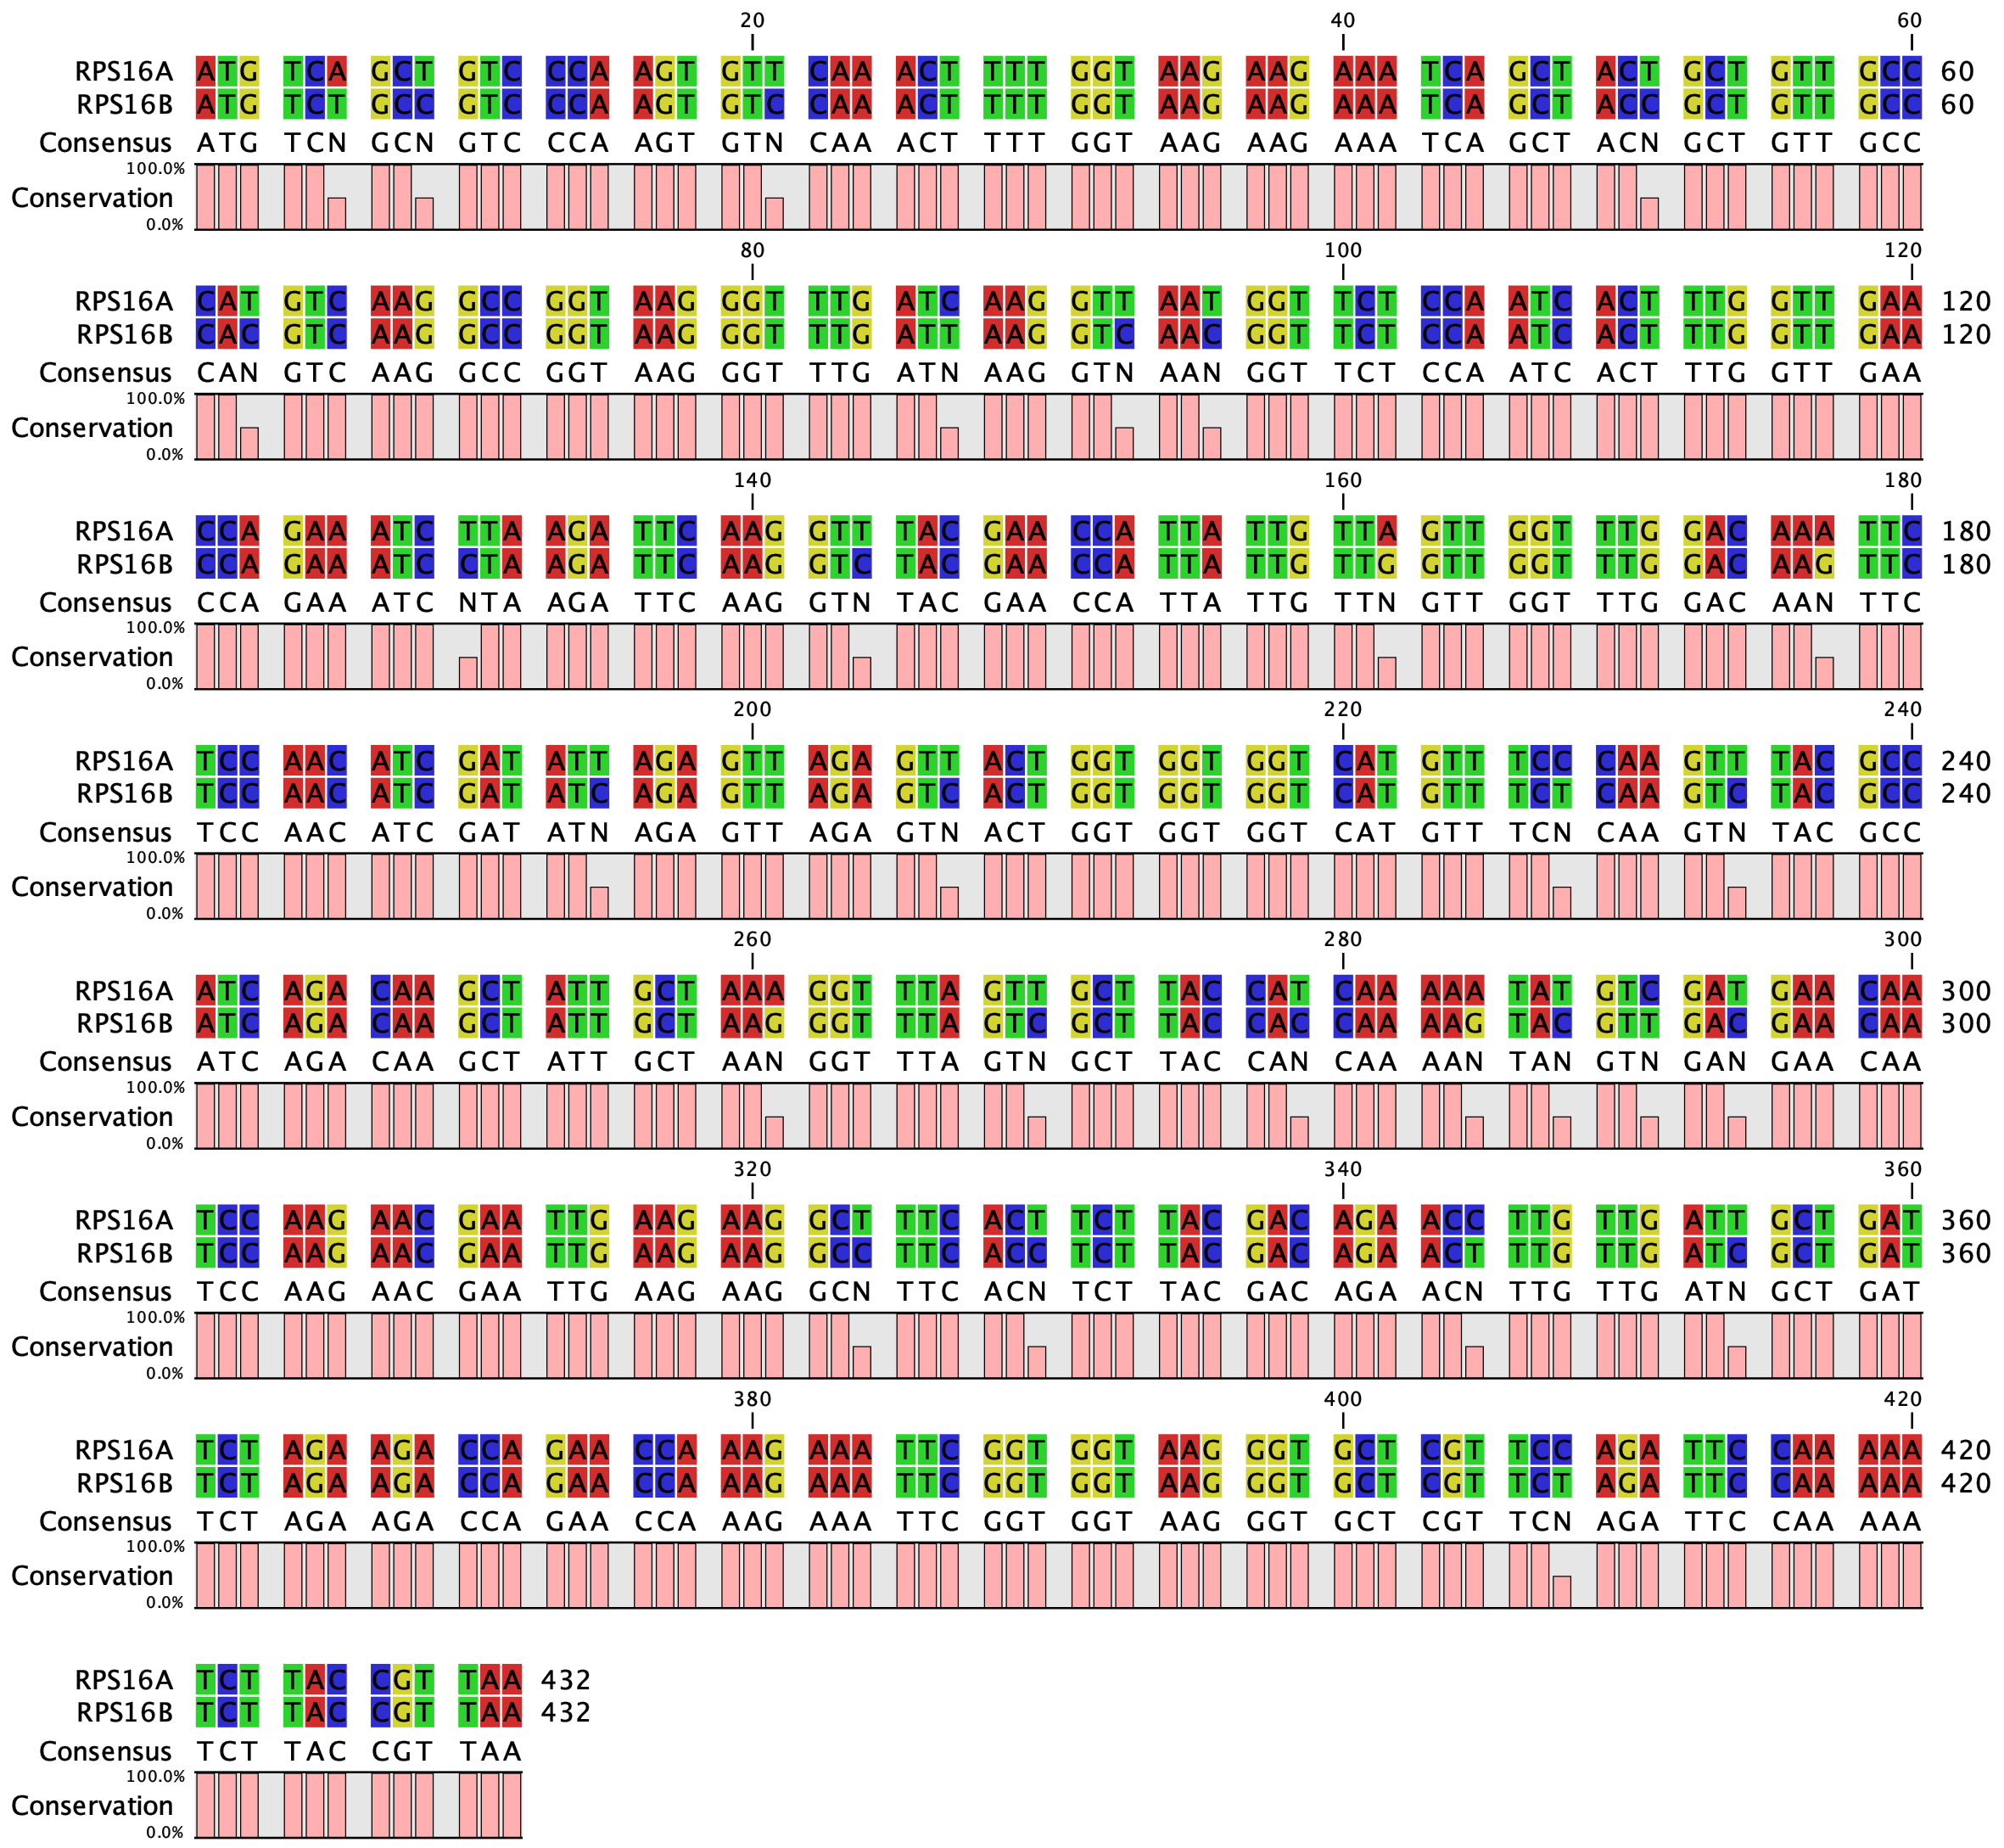 20 40 60
RPS16A ATG TCA GCT GTC CCA AGT GTT CAA ACT TTT GGT AAG AAG AAA TCA GCT ACT GCT GTT GCC 60
RPS16B ATG TCT GCC GTC CCA AGT GTC CAA ACT TTT GGT AAG AAG AAA TCA GCT ACC GCT GTT GCC 60
Consensus ATG TCN GCN GTC CCA AGT GTN CAA ACT TTT GGT AAG AAG AAA TCA GCT ACN GCT GTT GCC
100.0%
Conservation
0.0%
80 100 120
RPS16A CAT GTC AAG GCC GGT AAG GGT TTG ATC AAG GTT AAT GGT TCT CCA ATC ACT TTG GTT GAA 120
RPS16B CAC GTC AAG GCC GGT AAG GGT TTG ATT AAG GTC AAC GGT TCT CCA ATC ACT TTG GTT GAA 120
Consensus CAN GTC AAG GCC GGT AAG GGT TTG ATN AAG GTN AAN GGT TCT CCA ATC ACT TTG GTT GAA
100.0%
Conservation
0.0%
140 160 180
RPS16A CCA GAA ATC TTA AGA TTC AAG GTT TAC GAA CCA TTA TTG TTA GTT GGT TTG GAC AAA TTC 180
RPS16B CCA GAA ATC CTA AGA TTC AAG GTC TAC GAA CCA TTA TTG TTG GTT GGT TTG GAC AAG TTC 180
Consensus CCA GAA ATC NTA AGA TTC AAG GTN TAC GAA CCA TTA TTG TTN GTT GGT TTG GAC AAN TTC
100.0%
Conservation
0.0%
200 220 240
RPS16A TCC AAC ATC GAT ATT AGA GTT AGA GTT ACT GGT GGT GGT CAT GTT TCC CAA GTT TAC GCC 240
RPS16B TCC AAC ATC GAT ATC AGA GTT AGA GTC ACT GGT GGT GGT CAT GTT TCT CAA GTC TAC GCC 240
Consensus TCC AAC ATC GAT ATN AGA GTT AGA GTN ACT GGT GGT GGT CAT GTT TCN CAA GTN TAC GCC
100.0%
Conservation
0.0%
260 280 300
RPS16A ATC AGA CAA GCT ATT GCT AAA GGT TTA GTT GCT TAC CAT CAA AAA TAT GTC GAT GAA CAA 300
RPS16B ATC AGA CAA GCT ATT GCT AAG GGT TTA GTC GCT TAC CAC CAA AAG TAC GTT GAC GAA CAA 300
Consensus ATC AGA CAA GCT ATT GCT AAN GGT TTA GTN GCT TAC CAN CAA AAN TAN GTN GAN GAA CAA
100.0%
Conservation
0.0%
320 340 360
RPS16A TCC AAG AAC GAA TTG AAG AAG GCT TTC ACT TCT TAC GAC AGA ACC TTG TTG ATT GCT GAT 360
RPS16B TCC AAG AAC GAA TTG AAG AAG GCC TTC ACC TCT TAC GAC AGA ACT TTG TTG ATC GCT GAT 360
Consensus TCC AAG AAC GAA TTG AAG AAG GCN TTC ACN TCT TAC GAC AGA ACN TTG TTG ATN GCT GAT
100.0%
Conservation
0.0%
380 400 420
RPS16A TCT AGA AGA CCA GAA CCA AAG AAA TTC GGT GGT AAG GGT GCT CGT TCC AGA TTC CAA AAA 420
RPS16B TCT AGA AGA CCA GAA CCA AAG AAA TTC GGT GGT AAG GGT GCT CGT TCT AGA TTC CAA AAA 420
Consensus TCT AGA AGA CCA GAA CCA AAG AAA TTC GGT GGT AAG GGT GCT CGT TCN AGA TTC CAA AAA
100.0%
Conservation
0.0%
RPS16A TCT TAC CGT TAA 432
RPS16B TCT TAC CGT TAA 432
Consensus TCT TAC CGT TAA
100.0%
Conservation
0.0%